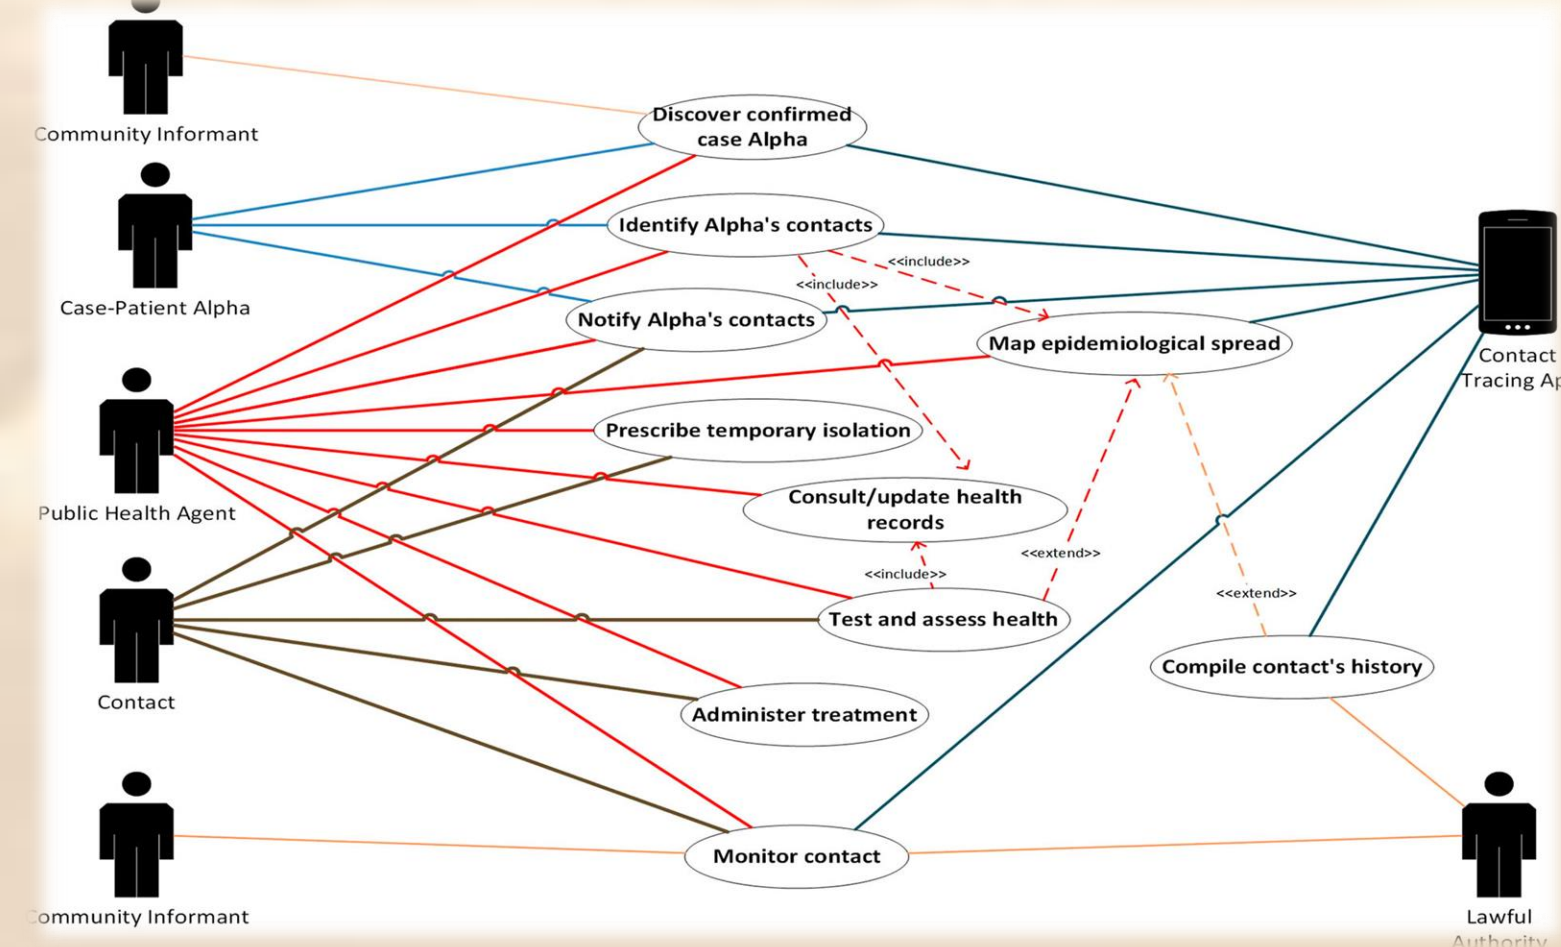 Community Informant
Discover confirmed
case Alpha
Case-Patient Alpha
Identify Alpha's contacts
<<include>>
<<include>>
Notify Alpha's contacts
Map epidemiological spread
Contact
Tracing Ap
Public Health Agent
Prescribe temporary isolation
Consult/update health
records
<<extend>>
<<include>>
<<extend>>
Test and assess health
Contact
Compile contact's history
Administer treatment
Monitor contact
Community Informant
Lawful
Authority